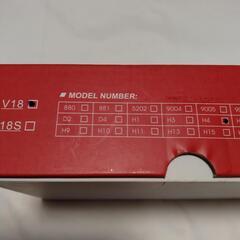 MODEL NUMBER:
V18
880 881 5202 9004 9005
18S
D2 D4 H1 H3 H4
H9 H10 H11 H13 H15